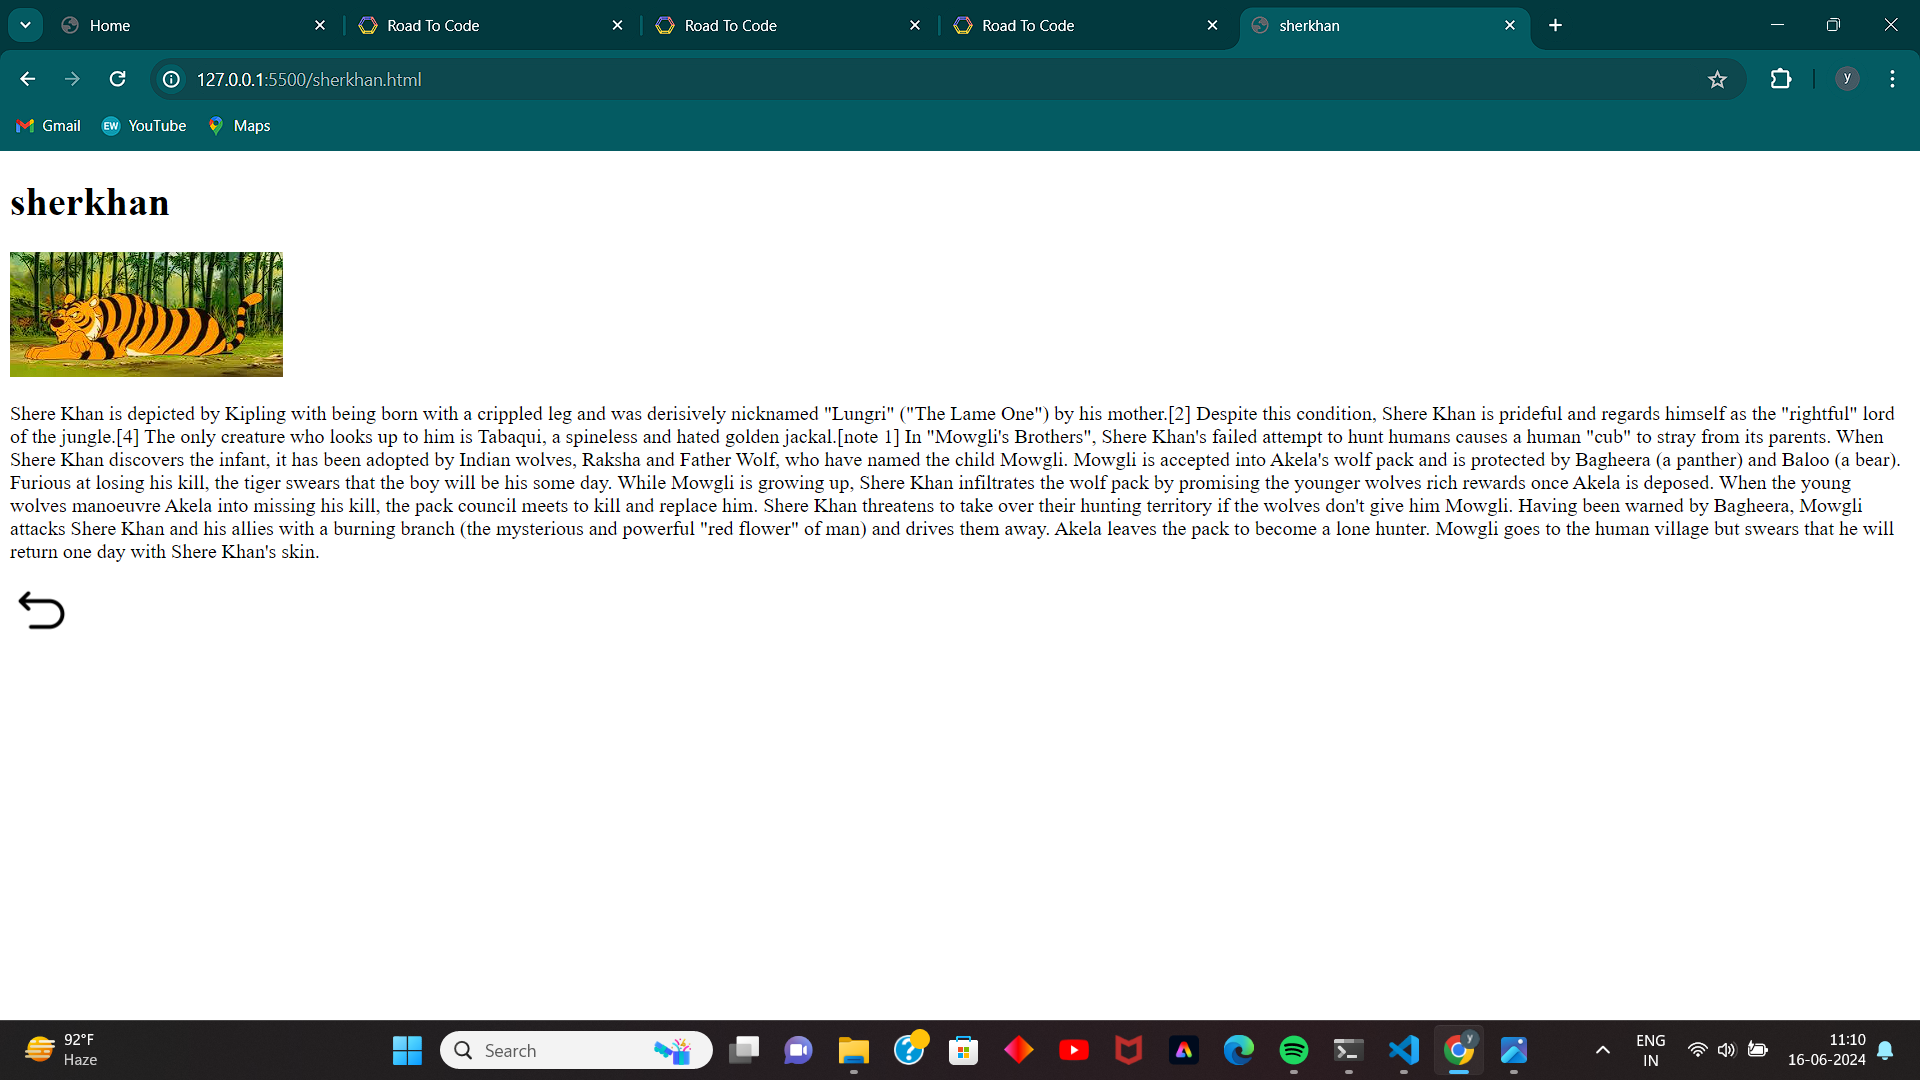 Home
Road To Code
Road To Code
Road To Code
sherkhan
127.0.0.1:5500/sherkhan.html
y
Gmail
EW YouTube
Maps
sherkhan
Shere Khan is depicted by Kipling with being born with a crippled leg and was derisively nicknamed "Lungri" ("The Lame One") by his mother.[2] Despite this condition, Shere Khan is prideful and regards himself as the "rightful" lord
of the jungle.[4] The only creature who looks up to him is Tabaqui, a spineless and hated golden jackal.[note 1] In "Mowgli's Brothers", Shere Khan's failed attempt to hunt humans causes a human "cub" to stray from its parents. When
Shere Khan discovers the infant, it has been adopted by Indian wolves, Raksha and Father Wolf, who have named the child Mowgli. Mowgli is accepted into Akela's wolf pack and is protected by Bagheera (a panther) and Baloo (a bear).
Furious at losing his kill, the tiger swears that the boy will be his some day. While Mowgli is growing up, Shere Khan infiltrates the wolf pack by promising the younger wolves rich rewards once Akela is deposed. When the young
wolves manoeuvre Akela into missing his kill, the pack council meets to kill and replace him. Shere Khan threatens to take over their hunting territory if the wolves don't give him Mowgli. Having been warned by Bagheera, Mowgli
attacks Shere Khan and his allies with a burning branch (the mysterious and powerful "red flower" of man) and drives them away. Akela leaves the pack to become a lone hunter. Mowgli goes to the human village but swears that he will
return one day with Shere Khan's skin.
92°F
Haze
Search
y
ENG
IN
11:10
16-06-2024